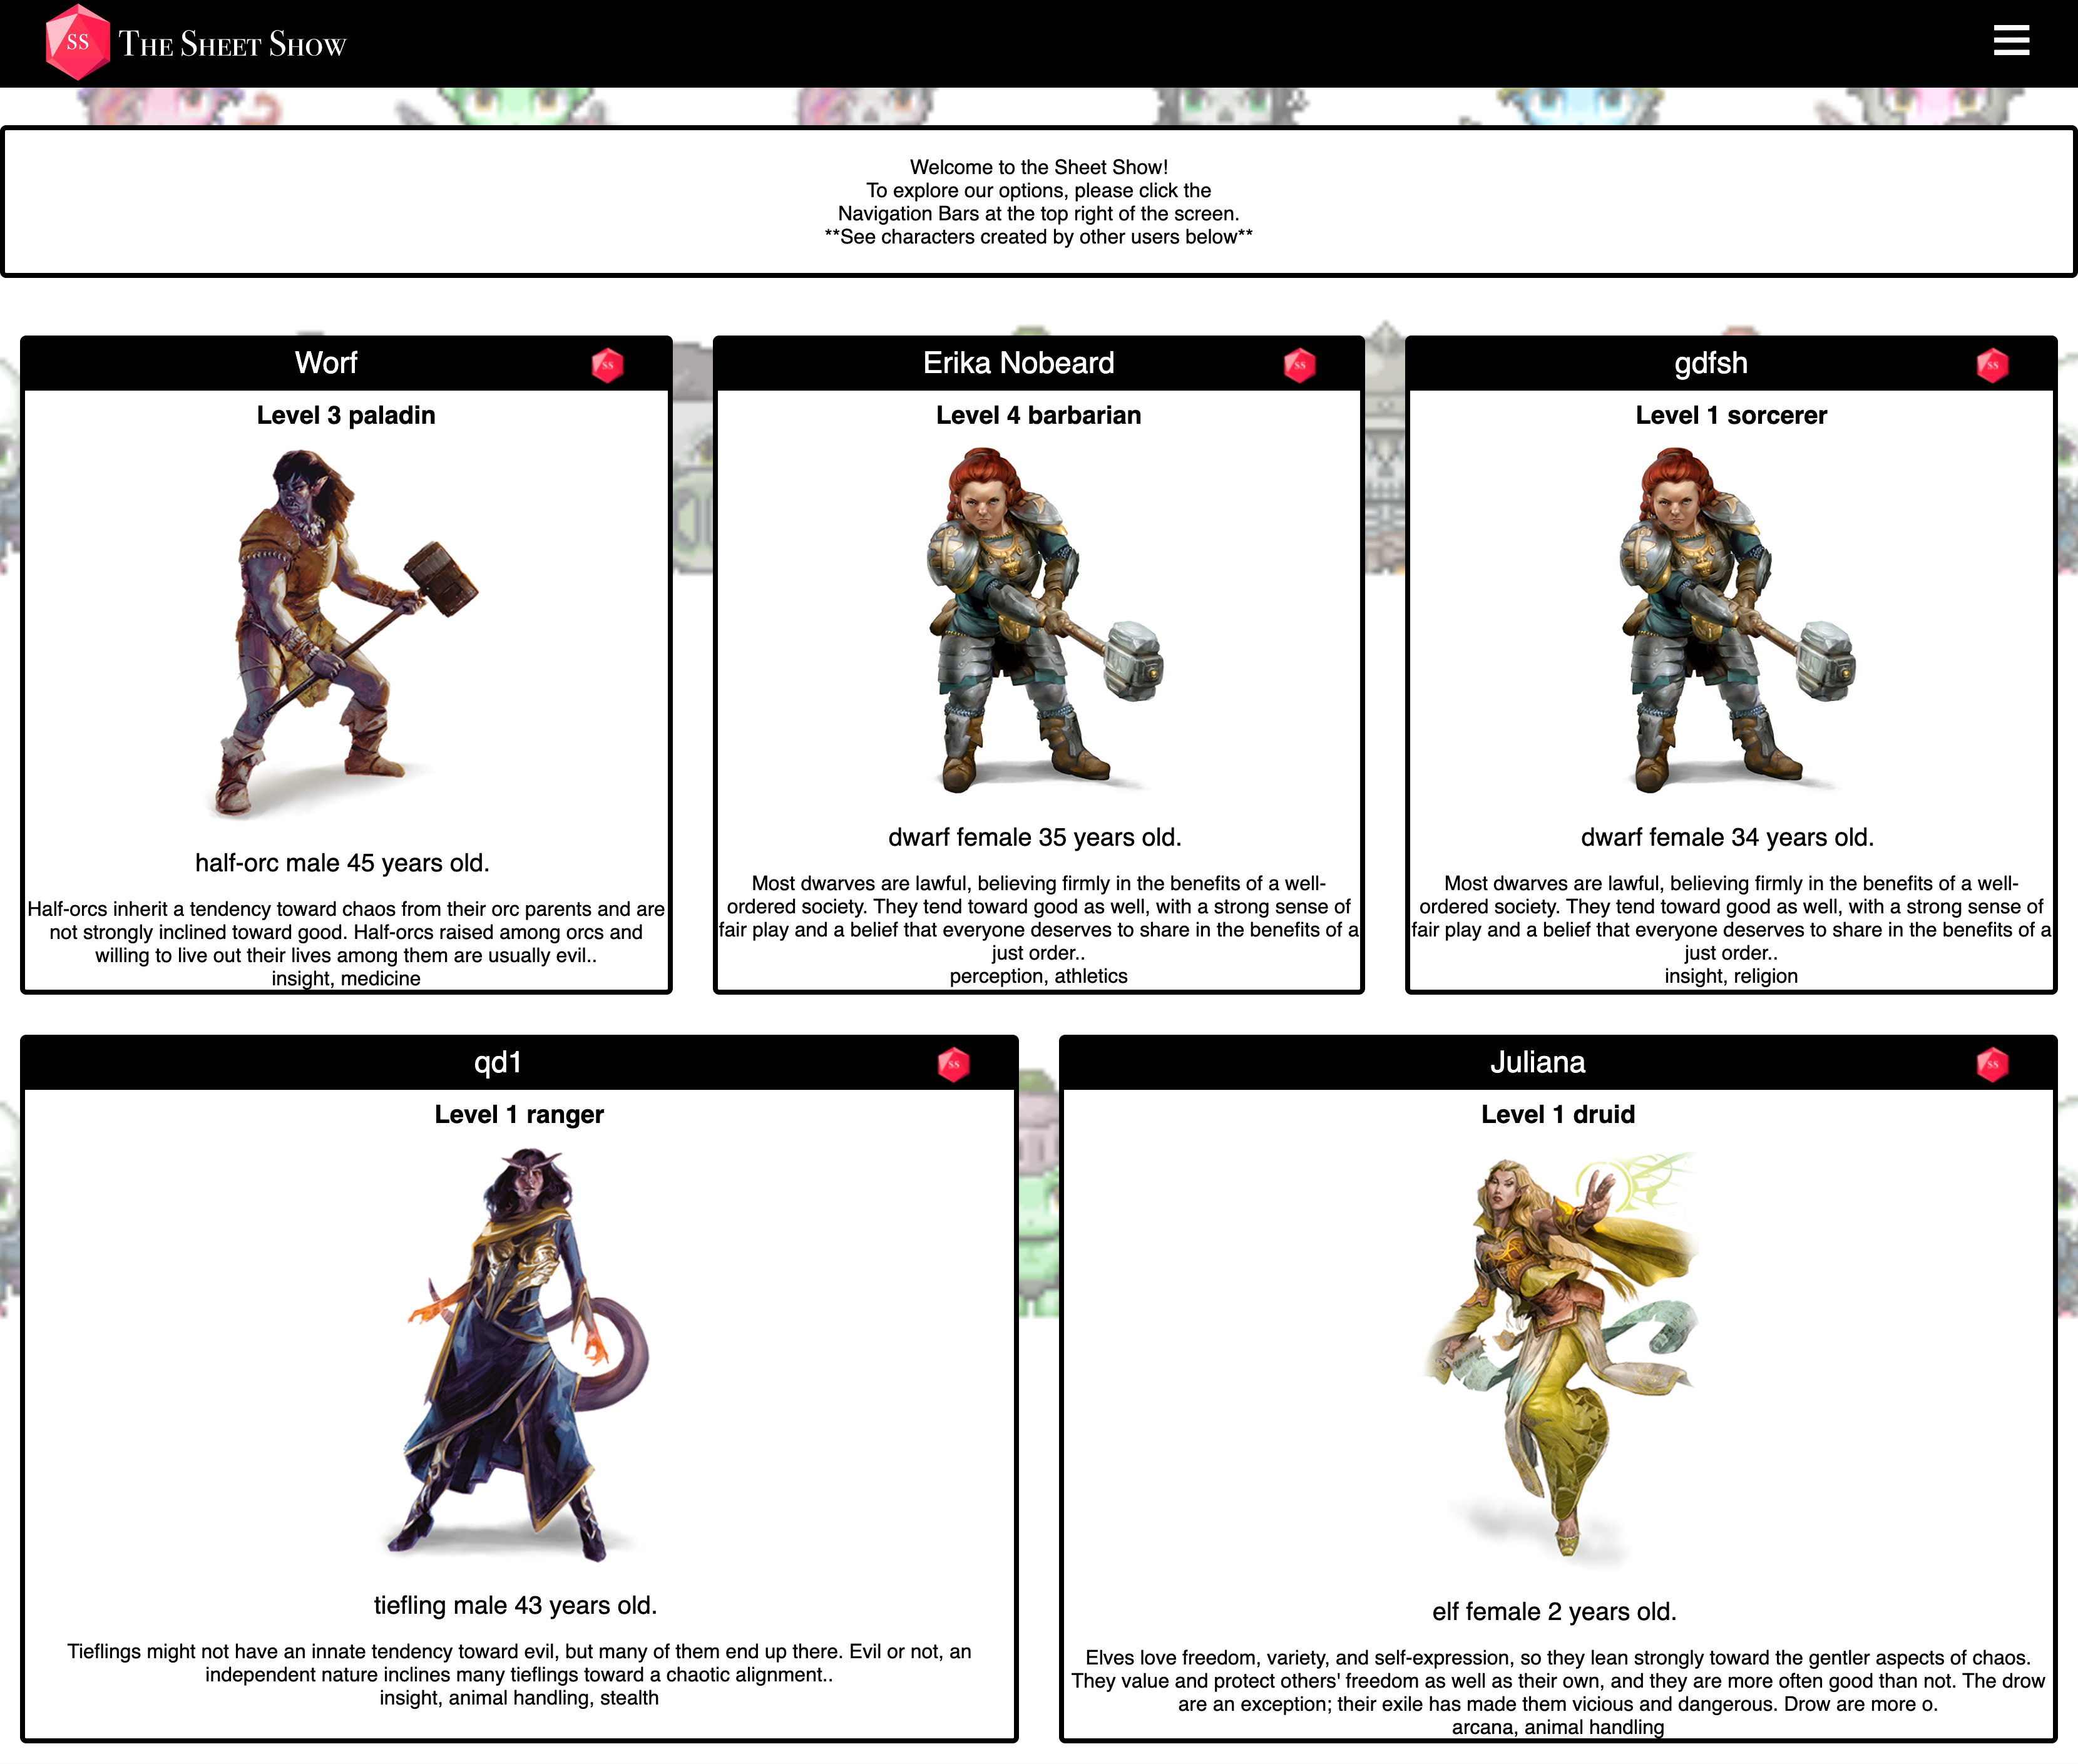 SS
THE SHEET SHOW
Welcome to the Sheet Show!
To explore our options, please click the
Navigation Bars at the top right of the screen.
**See characters created by other users below**
Worf
SS
Level 3 paladin
half-orc male 45 years old.
Half-orcs inherit a tendency toward chaos from their orc parents and are
not strongly inclined toward good. Half-orcs raised among orcs and
willing to live out their lives among them are usually evil..
insight, medicine
Erika Nobeard
SS
Level 4 barbarian
dwarf female 35 years old.
Most dwarves are lawful, believing firmly in the benefits of a well-
ordered society. They tend toward good as well, with a strong sense of
fair play and a belief that everyone deserves to share in the benefits of a
just order..
perception, athletics
gdfsh
SS
Level 1 sorcerer
dwarf female 34 years old.
Most dwarves are lawful, believing firmly in the benefits of a well-
ordered society. They tend toward good as well, with a strong sense of
fair play and a belief that everyone deserves to share in the benefits of a
just order..
insight, religion
qd1
SS
Level 1 ranger
tiefling male 43 years old.
Tieflings might not have an innate tendency toward evil, but many of them end up there. Evil or not, an
independent nature inclines many tieflings toward a chaotic alignment..
insight, animal handling, stealth
Juliana
SS
Level 1 druid
elf female 2 years old.
Elves love freedom, variety, and self-expression, so they lean strongly toward the gentler aspects of chaos.
They value and protect others' freedom as well as their own, and they are more often good than not. The drow
are an exception; their exile has made them vicious and dangerous. Drow are more o.
arcana, animal handling